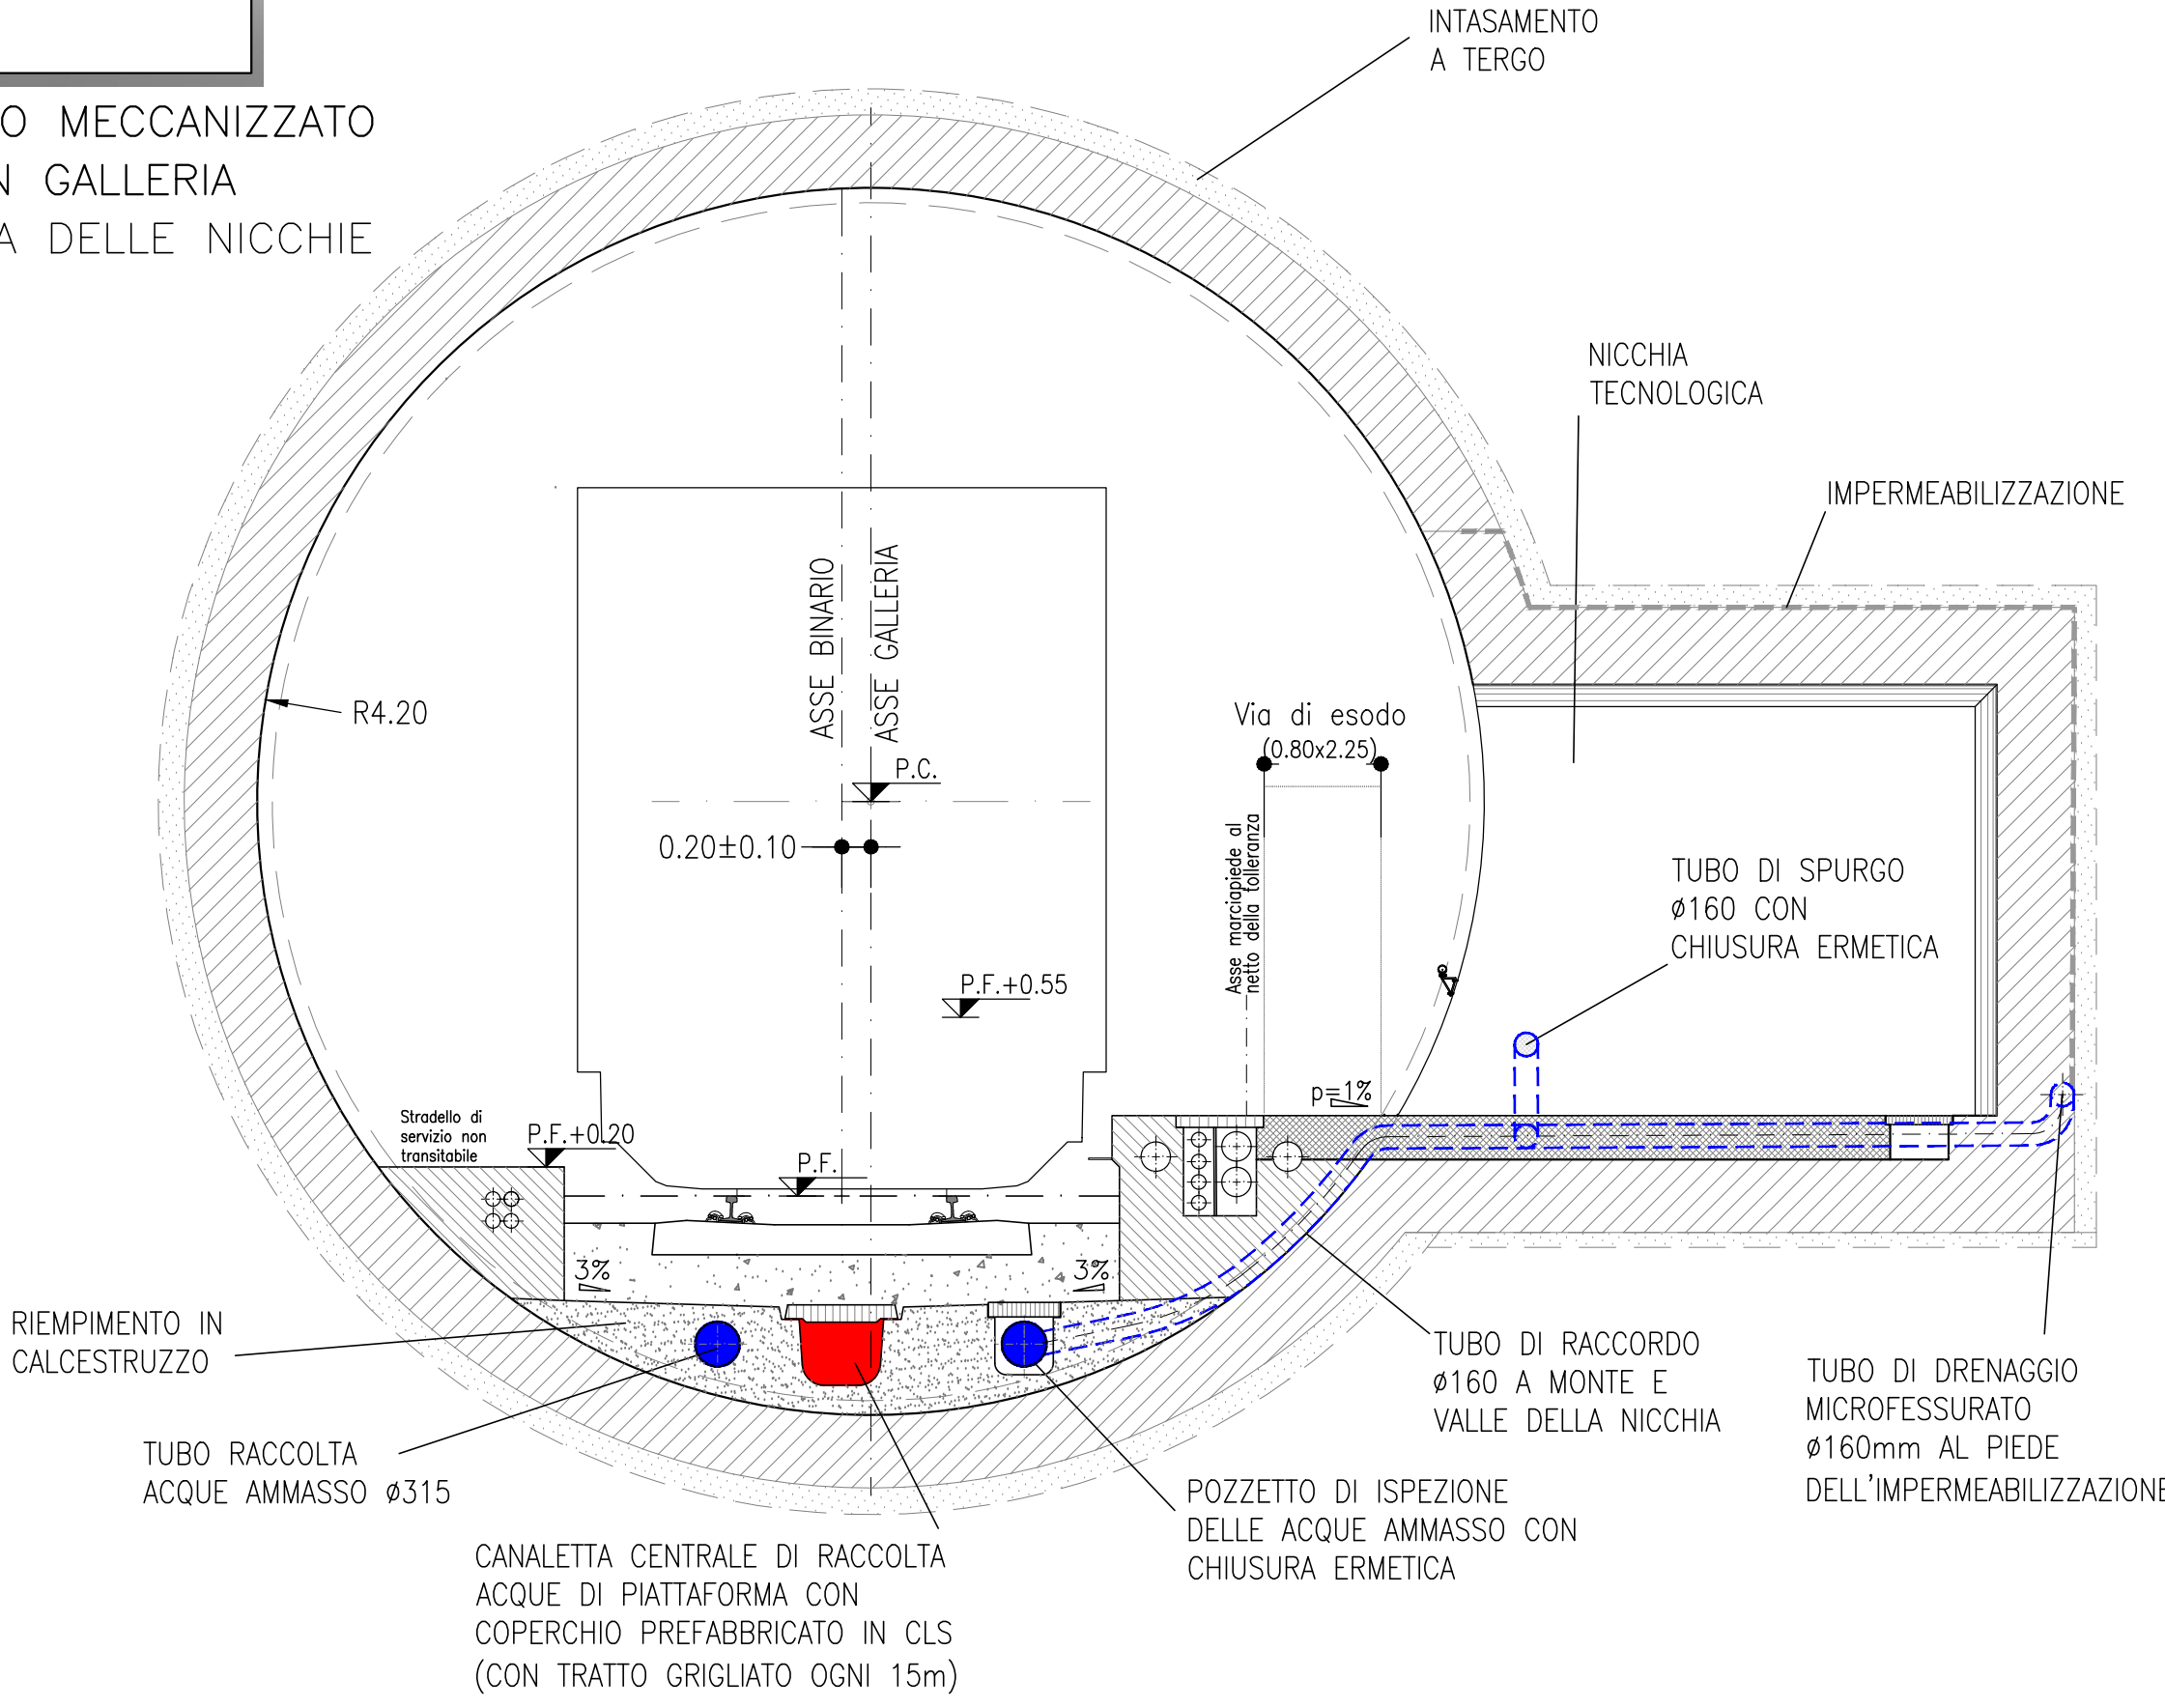 INTASAMENTO
A TERGO
O MECCANIZZATO
N GALLERIA
A DELLE NICCHIE
NICCHIA
TECNOLOGICA
IMPERMEABILIZZAZIONE
ASSE BINARIO
ASSE GALLERIA
R4.20
Via di esodo
(0.80x2.25)
P.C.
0.20±0.10
Asse marciapiede al
netto della tolleranza
TUBO DI SPURGO
ø160 CON
CHIUSURA ERMETICA
P.F.+0.55
p=1%
Stradello di
servizio non
transitabile
P.F.+0.20
P.F.
3%
3%
RIEMPIMENTO IN
CALCESTRUZZO
TUBO DI RACCORDO
ø160 A MONTE E
VALLE DELLA NICCHIA
TUBO DI DRENAGGIO
MICROFESSURATO
ø160mm AL PIEDE
DELL'IMPERMEABILIZZAZIONE
TUBO RACCOLTA
ACQUE AMMASSO ø315
POZZETTO DI ISPEZIONE
DELLE ACQUE AMMASSO CON
CHIUSURA ERMETICA
CANALETTA CENTRALE DI RACCOLTA
ACQUE DI PIATTAFORMA CON
COPERCHIO PREFABBRICATO IN CLS
(CON TRATTO GRIGLIATO OGNI 15m)